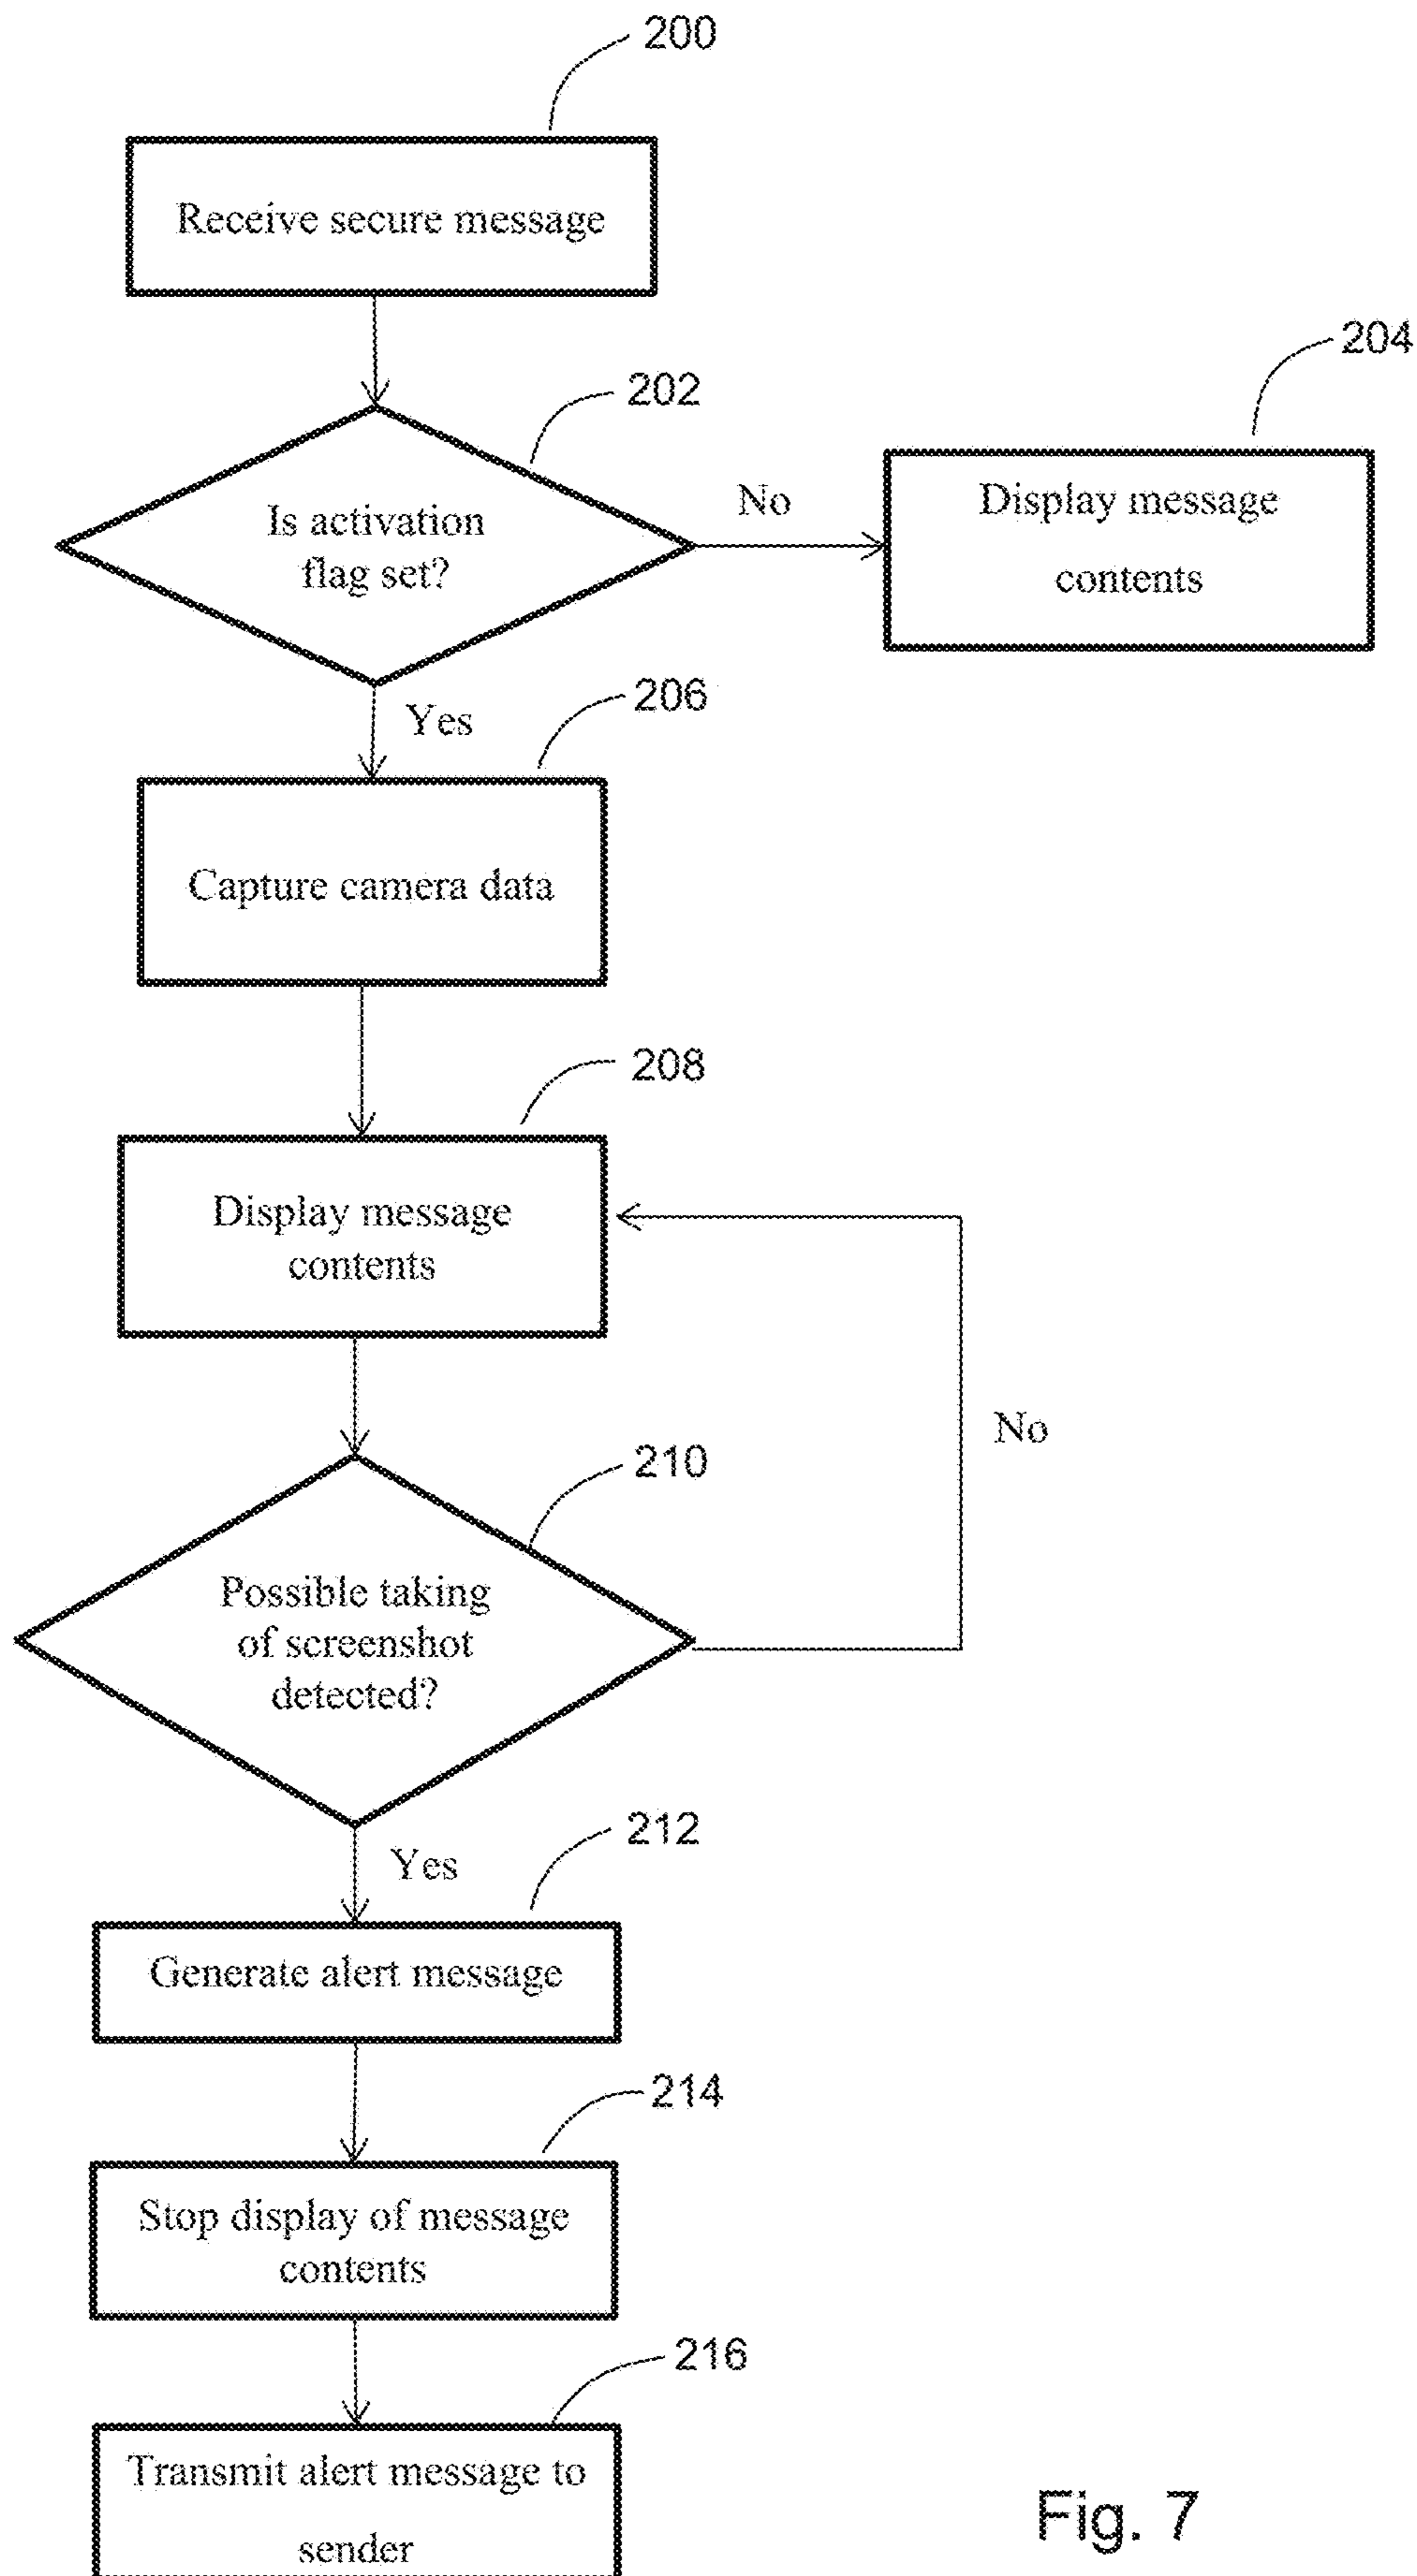 200
Receive secure message
204
202
Is activation
flag set?
No
Display message
contents
Yes
206
Capture camera data
208
Display message
contents
No
210
Possible taking
of screenshot
detected?
212
Yes
Generate alert message
214
Stop display of message
contents
216
Transmit alert message to
sender
Fig. 7